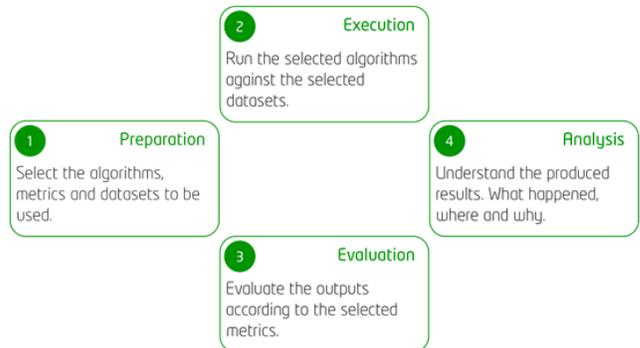 1 Preparation
Select the algorithms,
metrics and datasets to be
used.
2 Execution
Run the selected algorithms
against the selected
datasets.
3 Evaluation
Evaluate the outputs
according to the selected
metrics.
4 Analysis
Understand the produced
results. What happened,
where and why.